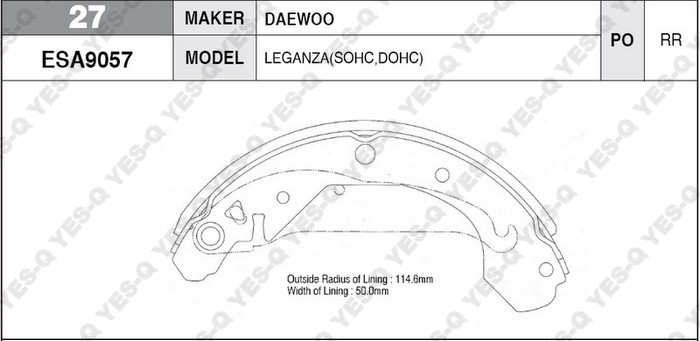 27
MAKER
DAEWOO
ESA9057
MODEL
LEGANZA(SOHC,DOHC)
PO
RR
Outside Radius of Lining : 114.6mm
Width of Lining : 50.0mm
YES-Q YES-Q YES-Q YES-Q YES-Q